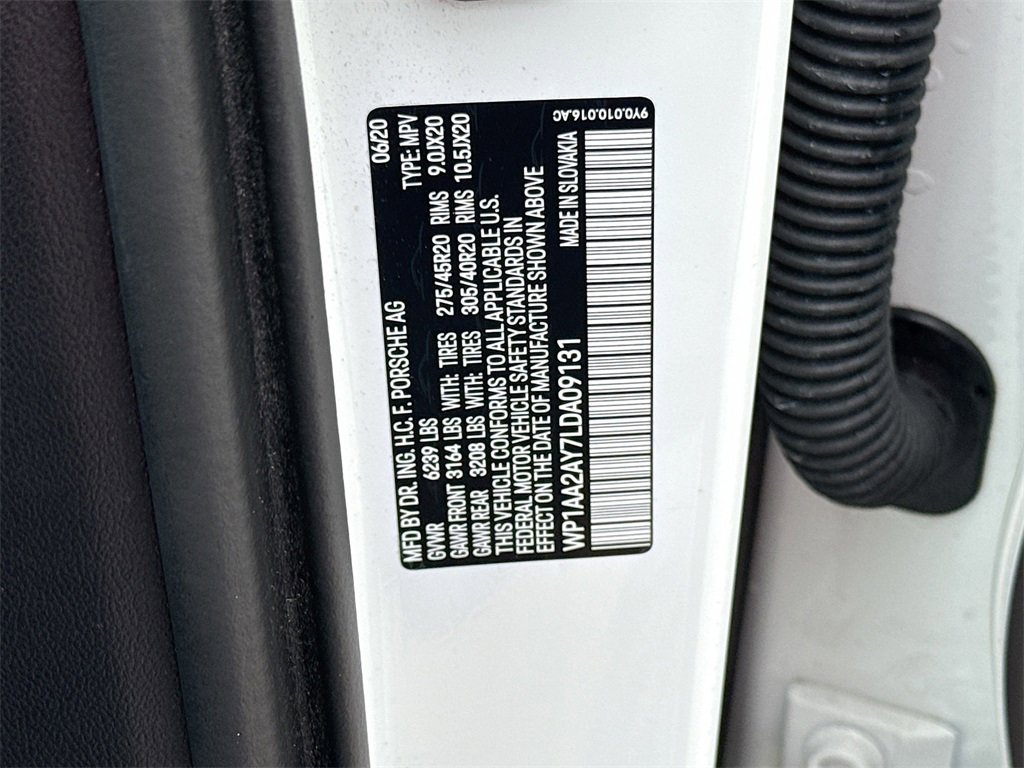 06/20
MFD BY DR. ING. H.C. F. PORSCHE AG
TYPE: MPV
GVWR 6239 LBS
GAWR FRONT 3164 LBS WITH: TIRES 275/45R20 RIMS 9.0JX20
GAWR REAR 3208 LBS WITH: TIRES 305/40R20 RIMS 10.5JX20
THIS VEHICLE CONFORMS TO ALL APPLICABLE U.S.
FEDERAL MOTOR VEHICLE SAFETY STANDARDS IN
EFFECT ON THE DATE OF MANUFACTURE SHOWN ABOVE
WP1AA2AY7LDA09131 MADE IN SLOVAKIA
9Y0.010.016.AC